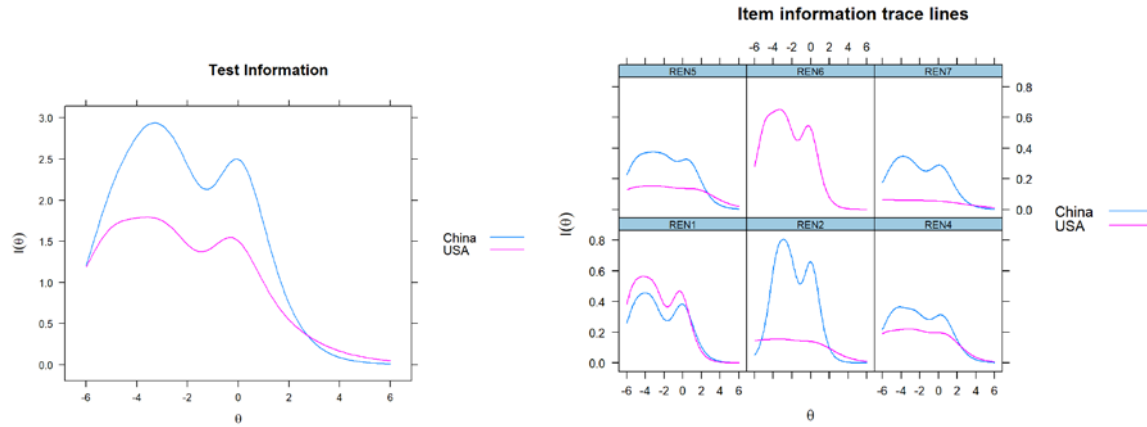 Test Information
3.0
2.5
2.0
1.5
1.0
0.5
0.0
I(θ)
-6 -4 -2 0 2 4 6
θ
China
USA
Item information trace lines
-6 -4 -2 0 2 4 6
REN5 REN6 REN7
0.8
0.6
0.4
0.2
0.0
REN1 REN2 REN4
0.8
0.6
0.4
0.2
0.0
I(θ)
-6 -4 -2 0 2 4 6 -6 -4 -2 0 2 4 6
θ
China
USA